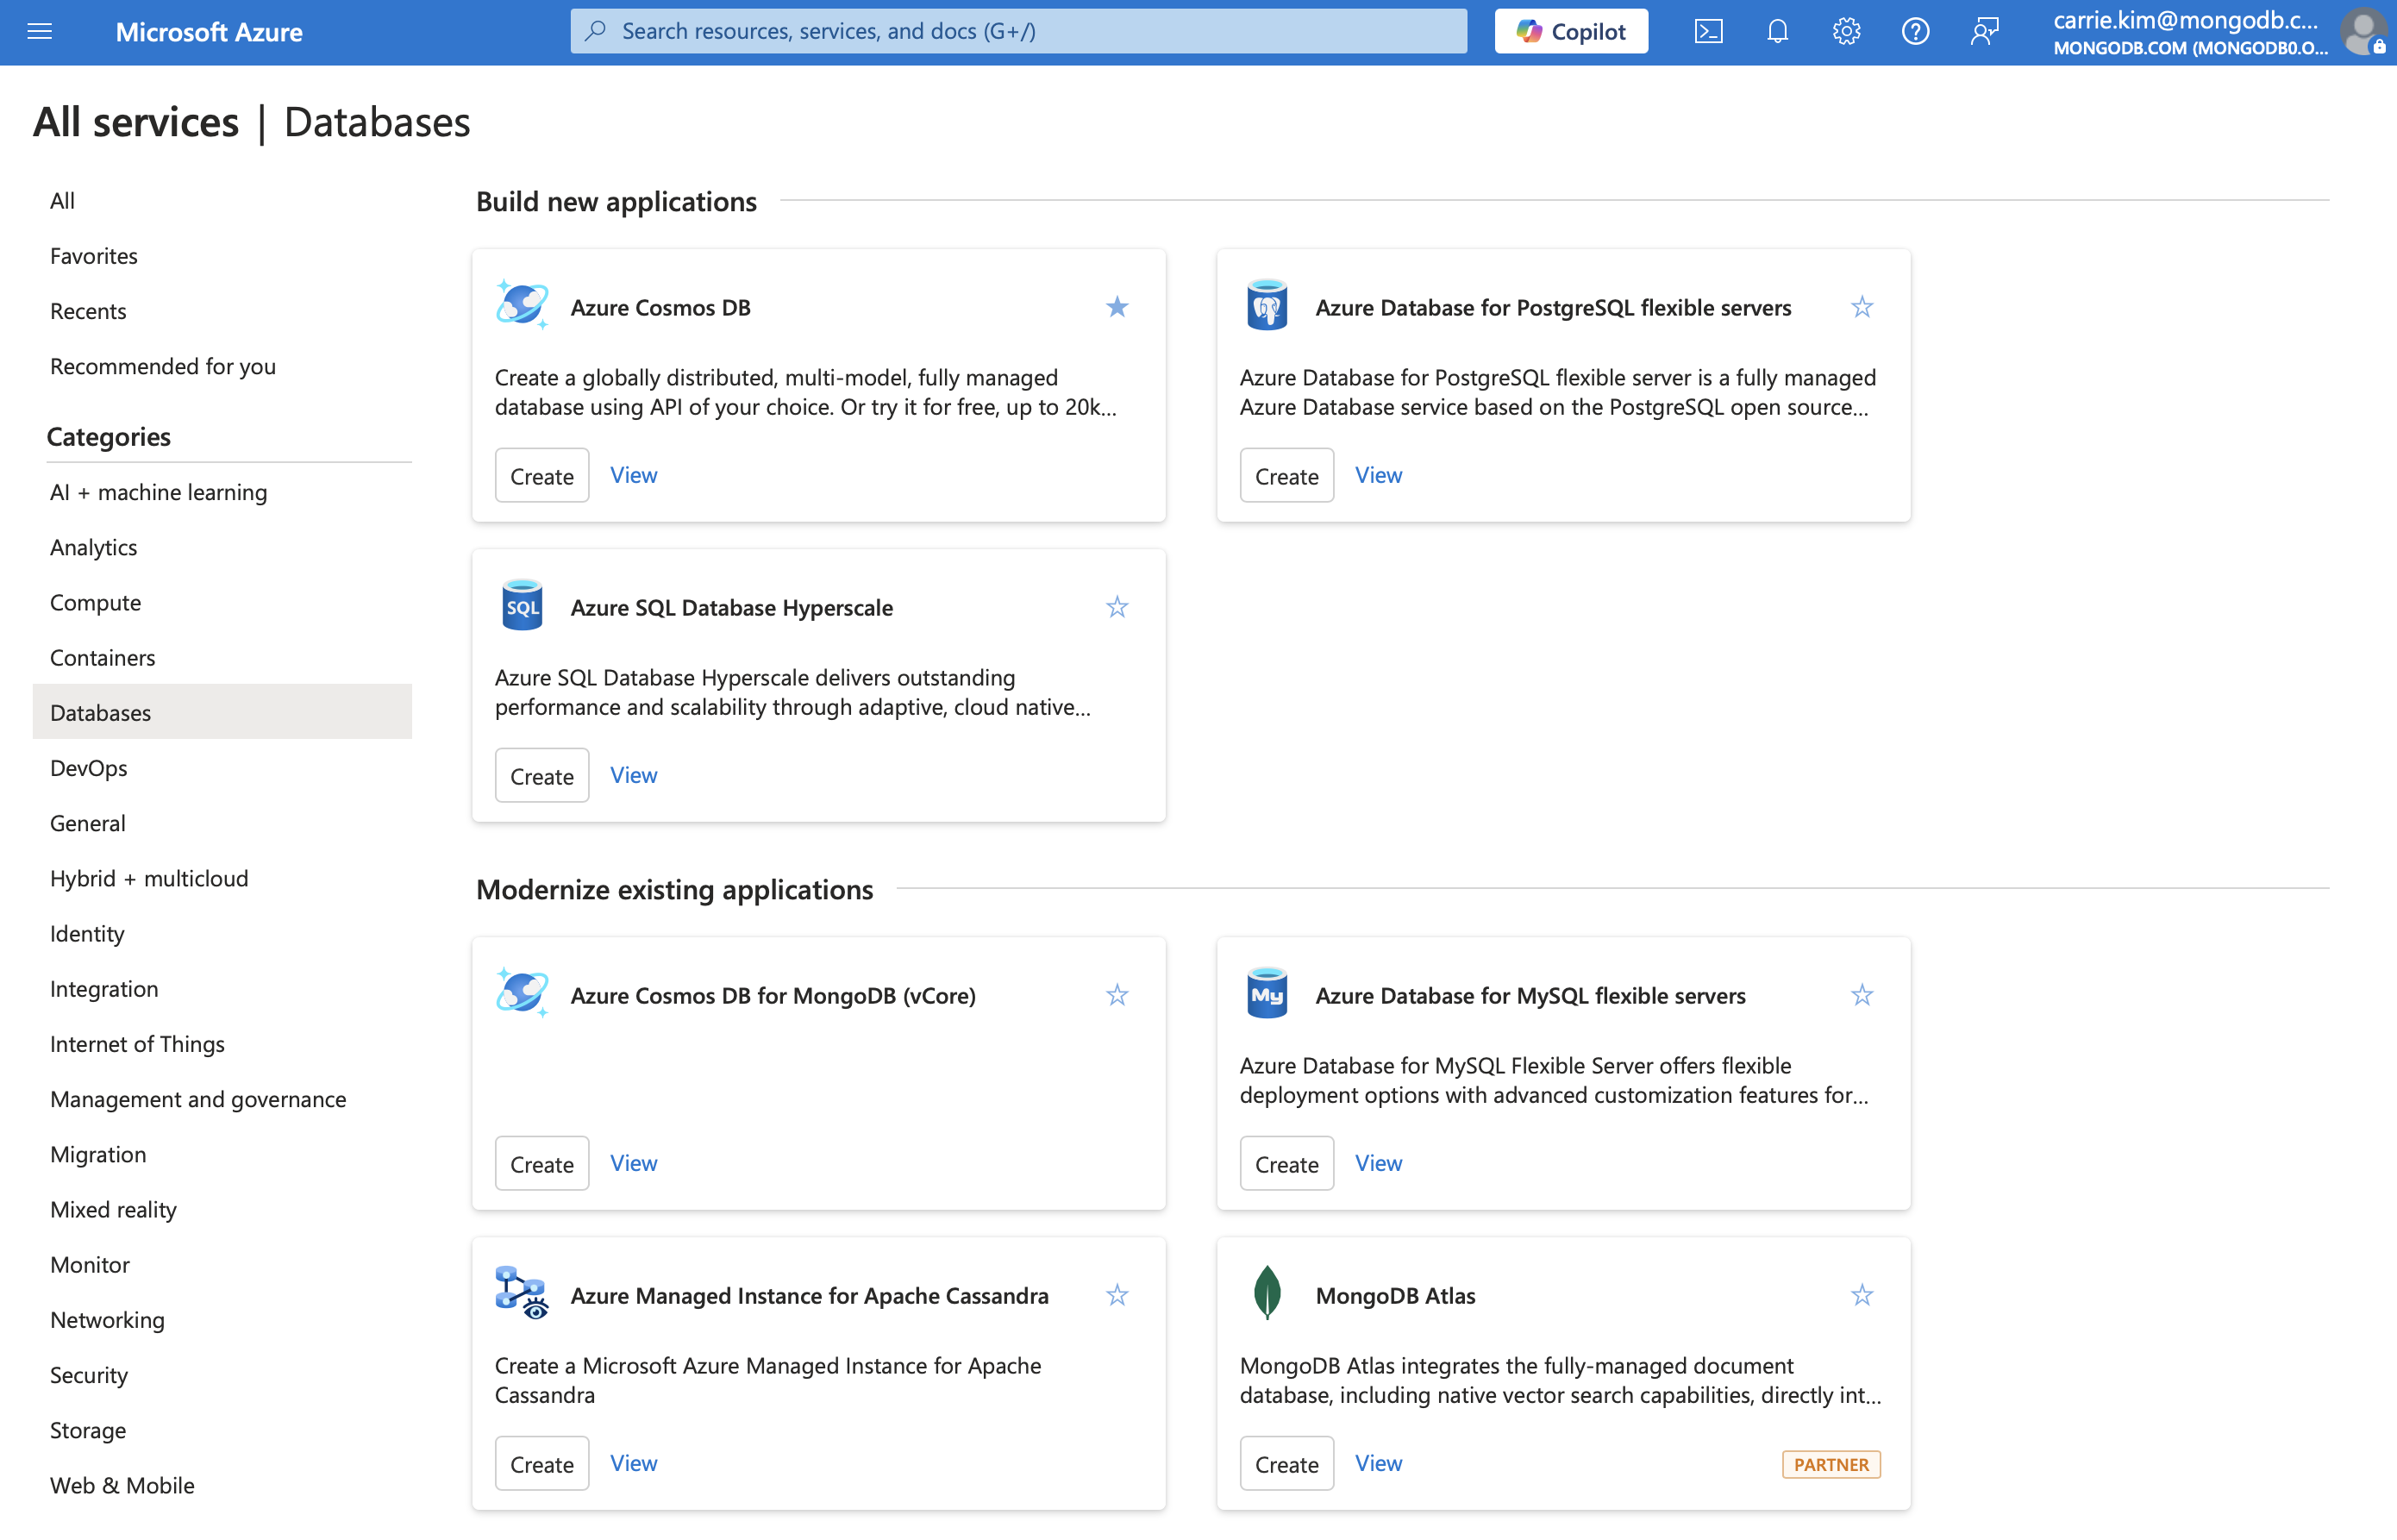 Microsoft Azure
Search resources, services, and docs (G+/)
Copilot
carrie.kim@mongodb.c...
MONGODB.COM (MONGODB0.O...
All services | Databases
All
Favorites
Recents
Recommended for you
Categories
AI + machine learning
Analytics
Compute
Containers
Databases
DevOps
General
Hybrid + multicloud
Identity
Integration
Internet of Things
Management and governance
Migration
Mixed reality
Monitor
Networking
Security
Storage
Web & Mobile
Build new applications
Azure Cosmos DB
Create a globally distributed, multi-model, fully managed
database using API of your choice. Or try it for free, up to 20k...
Create View
Azure Database for PostgreSQL flexible servers
Azure Database for PostgreSQL flexible server is a fully managed
Azure Database service based on the PostgreSQL open source...
Create View
SQL
Azure SQL Database Hyperscale
Azure SQL Database Hyperscale delivers outstanding
performance and scalability through adaptive, cloud native...
Create View
Modernize existing applications
Azure Cosmos DB for MongoDB (vCore)
Create View
My
Azure Database for MySQL flexible servers
Azure Database for MySQL Flexible Server offers flexible
deployment options with advanced customization features for...
Create View
Azure Managed Instance for Apache Cassandra
Create a Microsoft Azure Managed Instance for Apache
Cassandra
Create View
MongoDB Atlas
MongoDB Atlas integrates the fully-managed document
database, including native vector search capabilities, directly int...
Create View
PARTNER